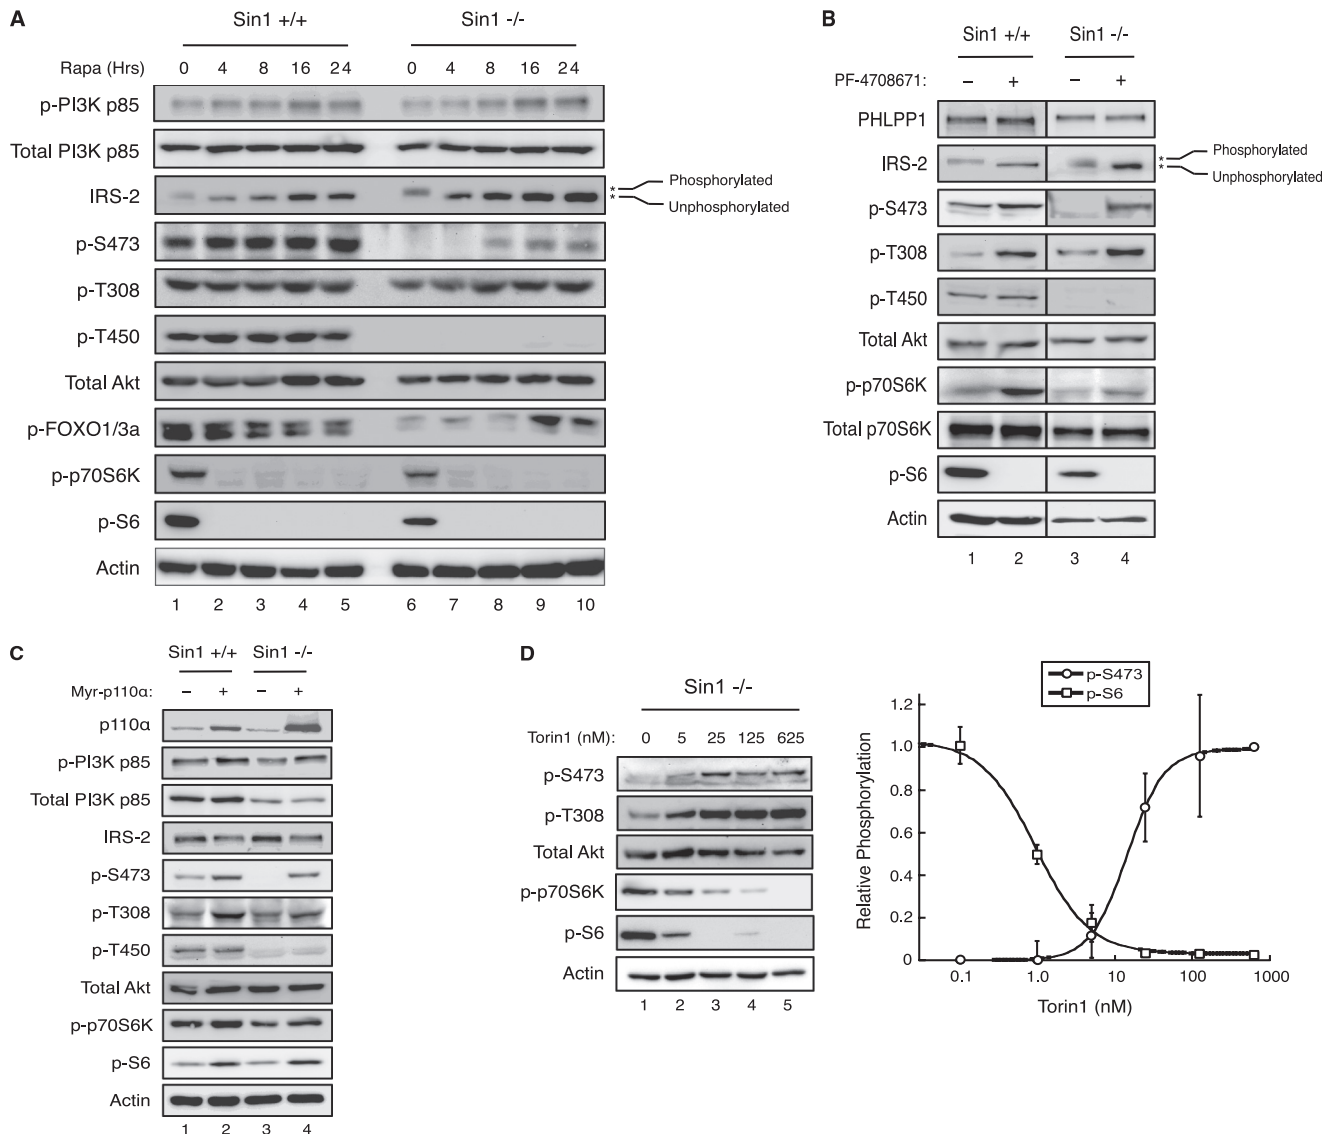 A
Sin1 +/+
Sin1 -/-
Rapa (Hrs)
0 4 8 16 24
0 4 8 16 24
p-PI3K p85
Total PI3K p85
IRS-2
* Phosphorylated
* Unphosphorylated
p-S473
p-T308
p-T450
Total Akt
p-FOXO1/3a
p-p70S6K
p-S6
Actin
1 2 3 4 5 6 7 8 9 10
B
Sin1 +/+
Sin1 -/-
PF-4708671: – + – +
PHLPP1
IRS-2
* Phosphorylated
* Unphosphorylated
p-S473
p-T308
p-T450
Total Akt
p-p70S6K
Total p70S6K
p-S6
Actin
1 2 3 4
C
Sin1 +/+ Sin1 -/-
Myr-p110α: – + – +
p110α
p-PI3K p85
Total PI3K p85
IRS-2
p-S473
p-T308
p-T450
Total Akt
p-p70S6K
p-S6
Actin
1 2 3 4
D
Sin1 -/-
Torin1 (nM): 0 5 25 125 625
p-S473
p-T308
Total Akt
p-p70S6K
p-S6
Actin
1 2 3 4 5
p-S473
p-S6
Relative Phosphorylation
1.2
1.0
0.8
0.6
0.4
0.2
0
0.1 1.0 10 100 1000
Torin1 (nM)